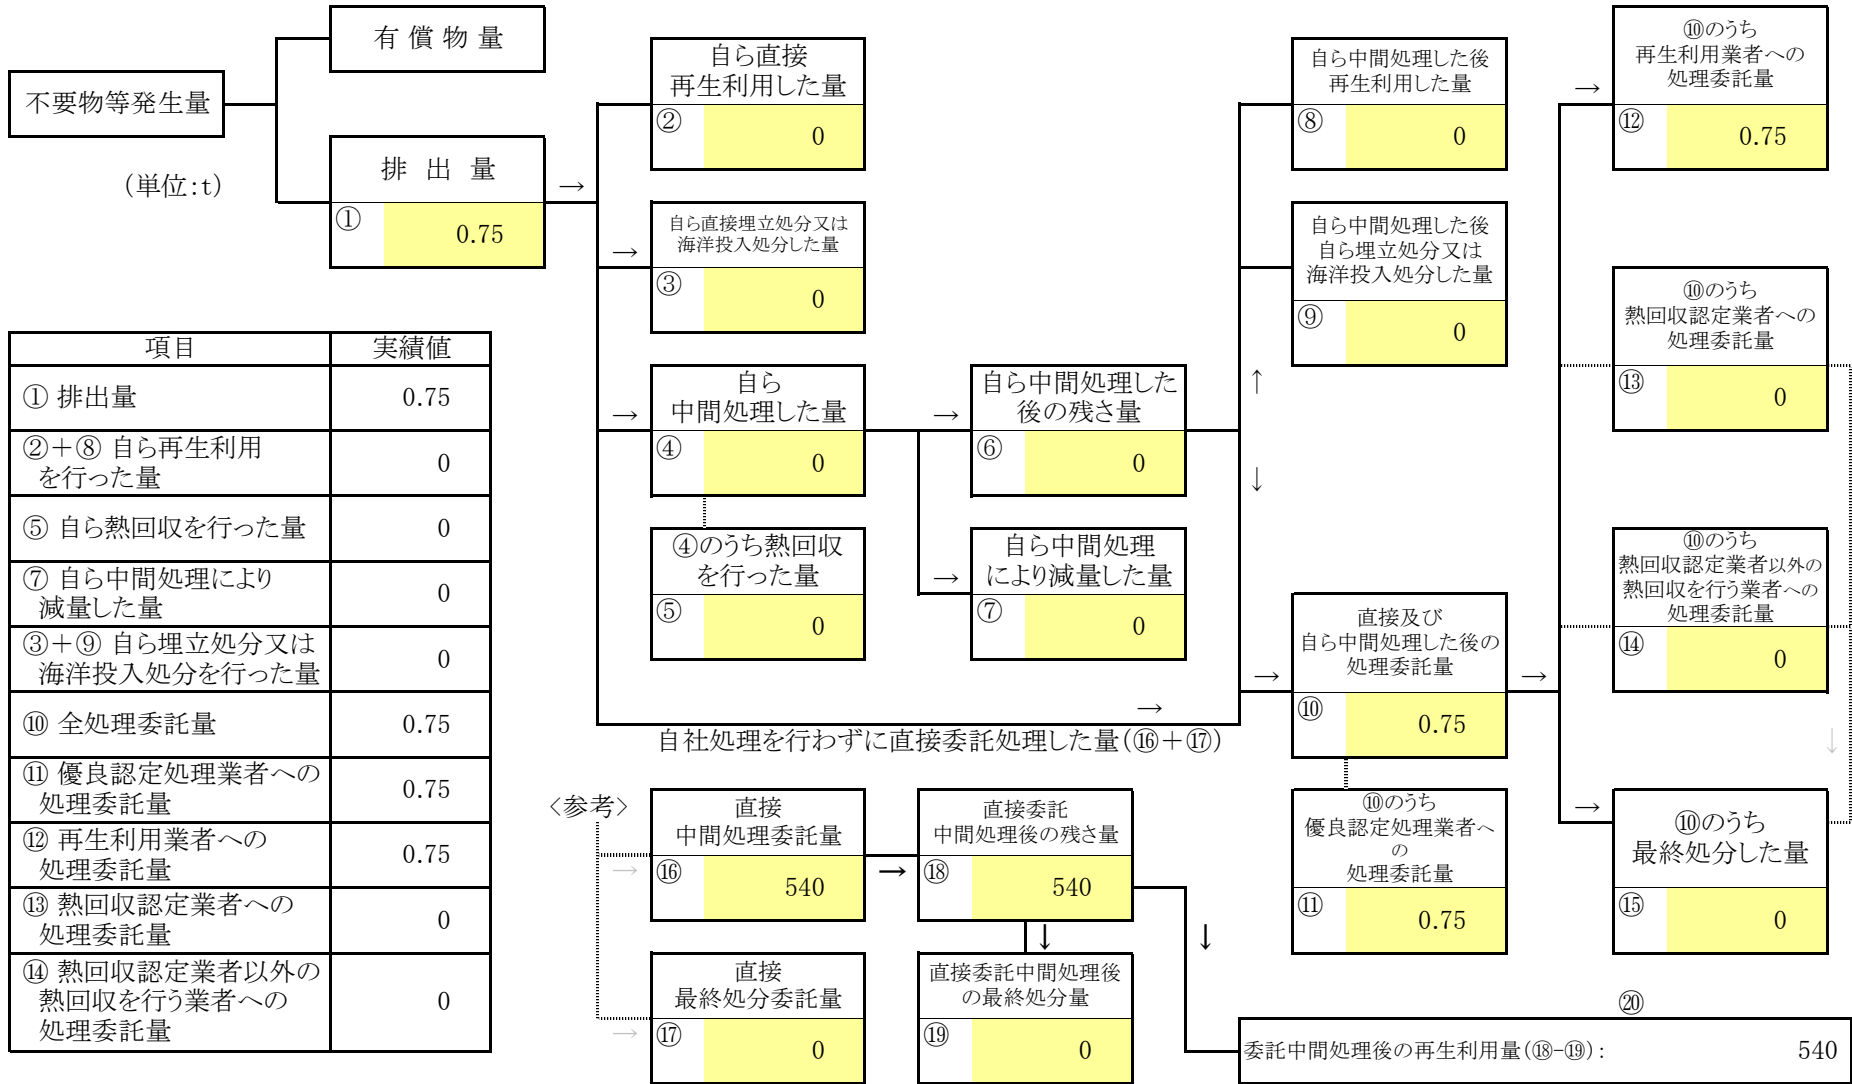 不要物等発生量
(単位:t)
有 償 物 量
排 出 量
① 0.75
→
自ら直接
再生利用した量
② 0
→
自ら直接埋立処分又は
海洋投入処分した量
③ 0
→
自ら
中間処理した量
④ 0
④のうち熱回収
を行った量
⑤ 0
→
自ら中間処理した
後の残さ量
⑥ 0
→
自ら中間処理
により減量した量
⑦ 0
↑
↓
自ら中間処理した後
再生利用した量
⑧ 0
自ら中間処理した後
自ら埋立処分又は
海洋投入処分した量
⑨ 0
→
自社処理を行わずに直接委託処理した量(⑯+⑰)
→
直接及び
自ら中間処理した後の
処理委託量
⑩ 0.75
⑩のうち
優良認定処理業者へ
の
処理委託量
⑪ 0.75
→
→
⑩のうち
再生利用業者への
処理委託量
⑫ 0.75
⑩のうち
熱回収認定業者への
処理委託量
⑬ 0
⑩のうち
熱回収認定業者以外の
熱回収を行う業者への
処理委託量
⑭ 0
↓
→
⑩のうち
最終処分した量
⑮ 0
項目 実績値
① 排出量 0.75
②+⑧ 自ら再生利用
を行った量 0
⑤ 自ら熱回収を行った量 0
⑦ 自ら中間処理により
減量した量 0
③+⑨ 自ら埋立処分又は
海洋投入処分を行った量 0
⑩ 全処理委託量 0.75
⑪ 優良認定処理業者への
処理委託量 0.75
⑫ 再生利用業者への
処理委託量 0.75
⑬ 熱回収認定業者への
処理委託量 0
⑭ 熱回収認定業者以外の
熱回収を行う業者への
処理委託量 0
〈参考〉
→
直接
中間処理委託量
⑯ 540
→
直接委託
中間処理後の残さ量
⑱ 540
→
直接
最終処分委託量
⑰ 0
↓
直接委託中間処理後
の最終処分量
⑲ 0
↓
⑳
委託中間処理後の再生利用量(⑱-⑲): 540